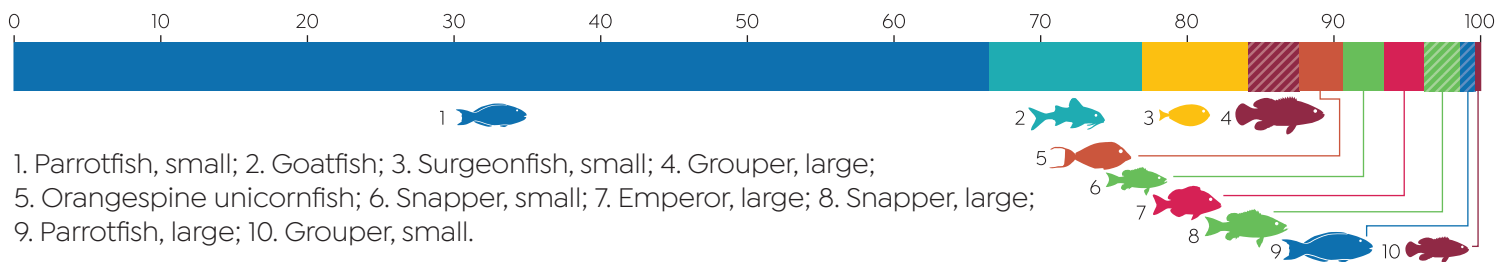 0 10 20 30 40 50 60 70 80 90 100
1 2 3 4
5
6
7
8
9 10
1. Parrotfish, small; 2. Goatfish; 3. Surgeonfish, small; 4. Grouper, large;
5. Orangespine unicornfish; 6. Snapper, small; 7. Emperor, large; 8. Snapper, large;
9. Parrotfish, large; 10. Grouper, small.